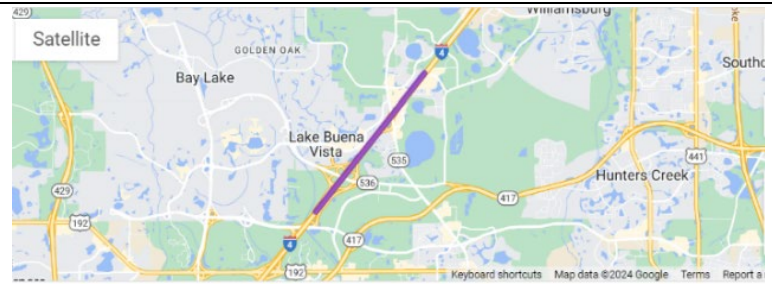 429
Williamsburg
Satellite
GOLDEN OAK
4
Bay Lake
Lake Buena
Vista
535
441
Hunters Creek
536
429
417
192
4
417
192
Keyboard shortcuts Map data ©2024 Google Terms Report a